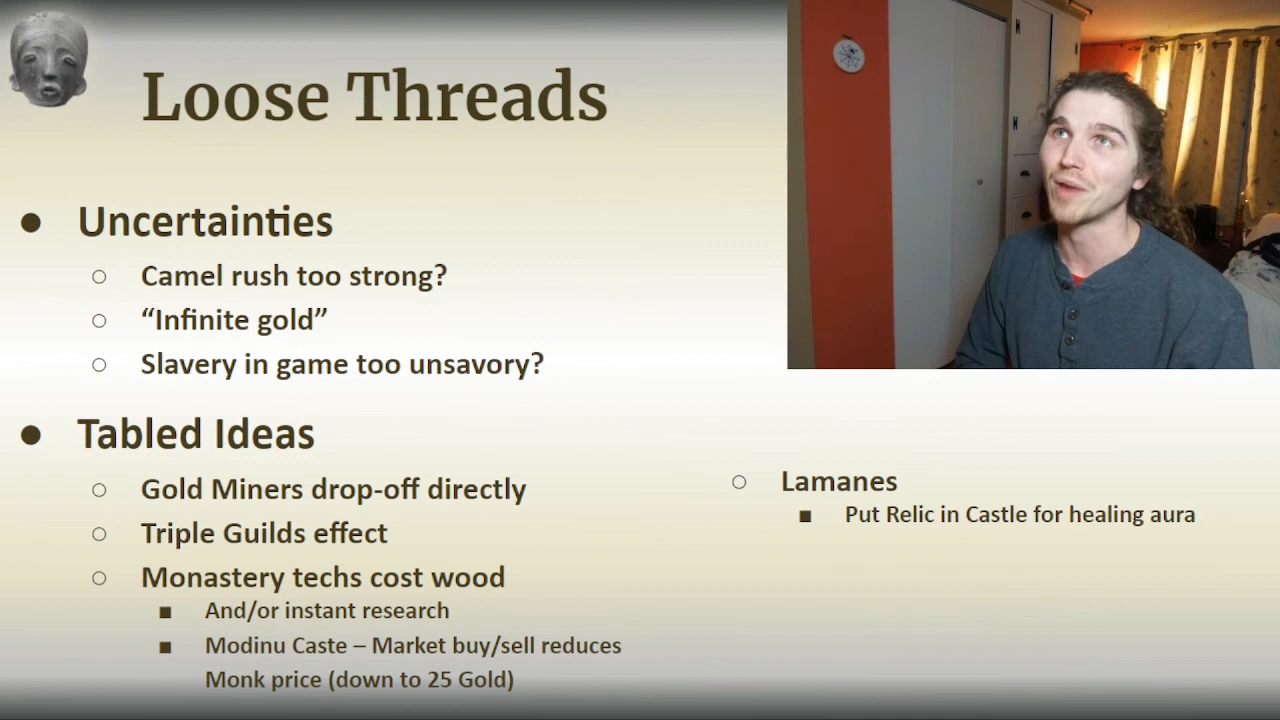 Loose Threads
Uncertainties
Camel rush too strong?
“Infinite gold”
Slavery in game too unsavory?
Tabled Ideas
Gold Miners drop-off directly
Triple Guilds effect
Monastery techs cost wood
And/or instant research
Modinu Caste – Market buy/sell reduces
Monk price (down to 25 Gold)
Lamanes
Put Relic in Castle for healing aura